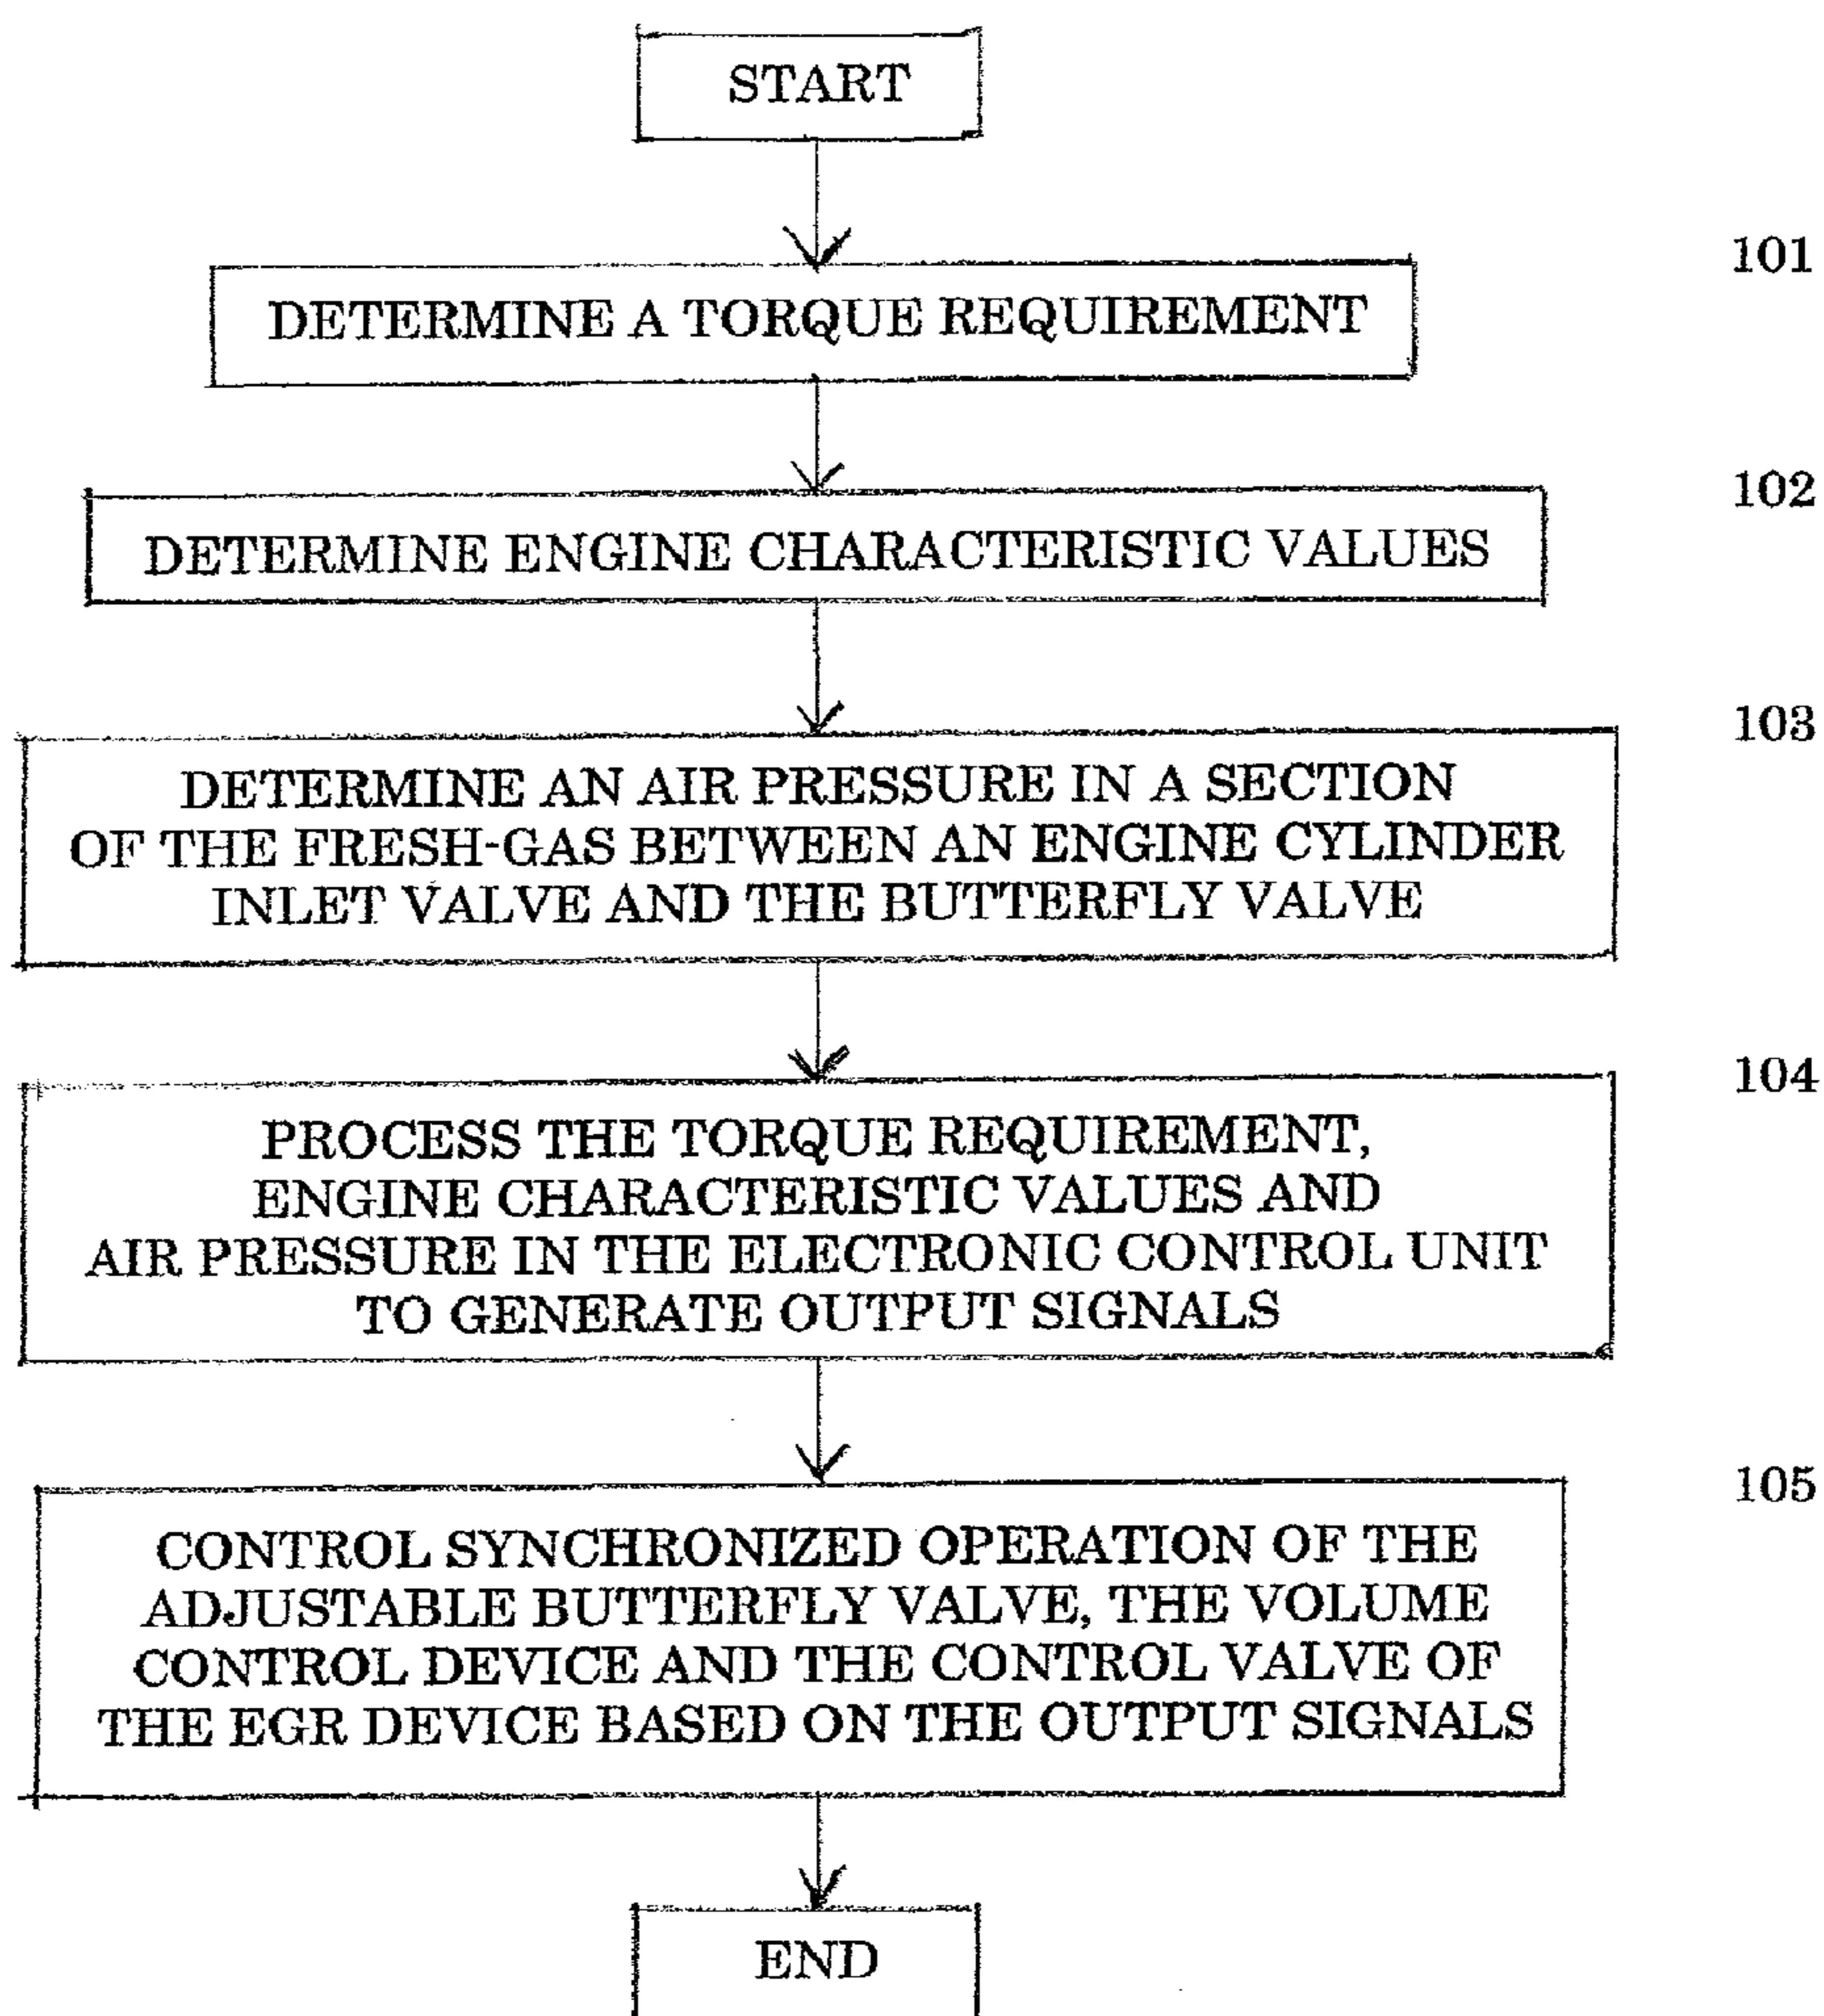 START
101
DETERMINE A TORQUE REQUIREMENT
102
DETERMINE ENGINE CHARACTERISTIC VALUES
103
DETERMINE AN AIR PRESSURE IN A SECTION
OF THE FRESH-GAS BETWEEN AN ENGINE CYLINDER
INLET VALVE AND THE BUTTERFLY VALVE
104
PROCESS THE TORQUE REQUIREMENT,
ENGINE CHARACTERISTIC VALUES AND
AIR PRESSURE IN THE ELECTRONIC CONTROL UNIT
TO GENERATE OUTPUT SIGNALS
105
CONTROL SYNCHRONIZED OPERATION OF THE
ADJUSTABLE BUTTERFLY VALVE, THE VOLUME
CONTROL DEVICE AND THE CONTROL VALVE OF
THE EGR DEVICE BASED ON THE OUTPUT SIGNALS
END